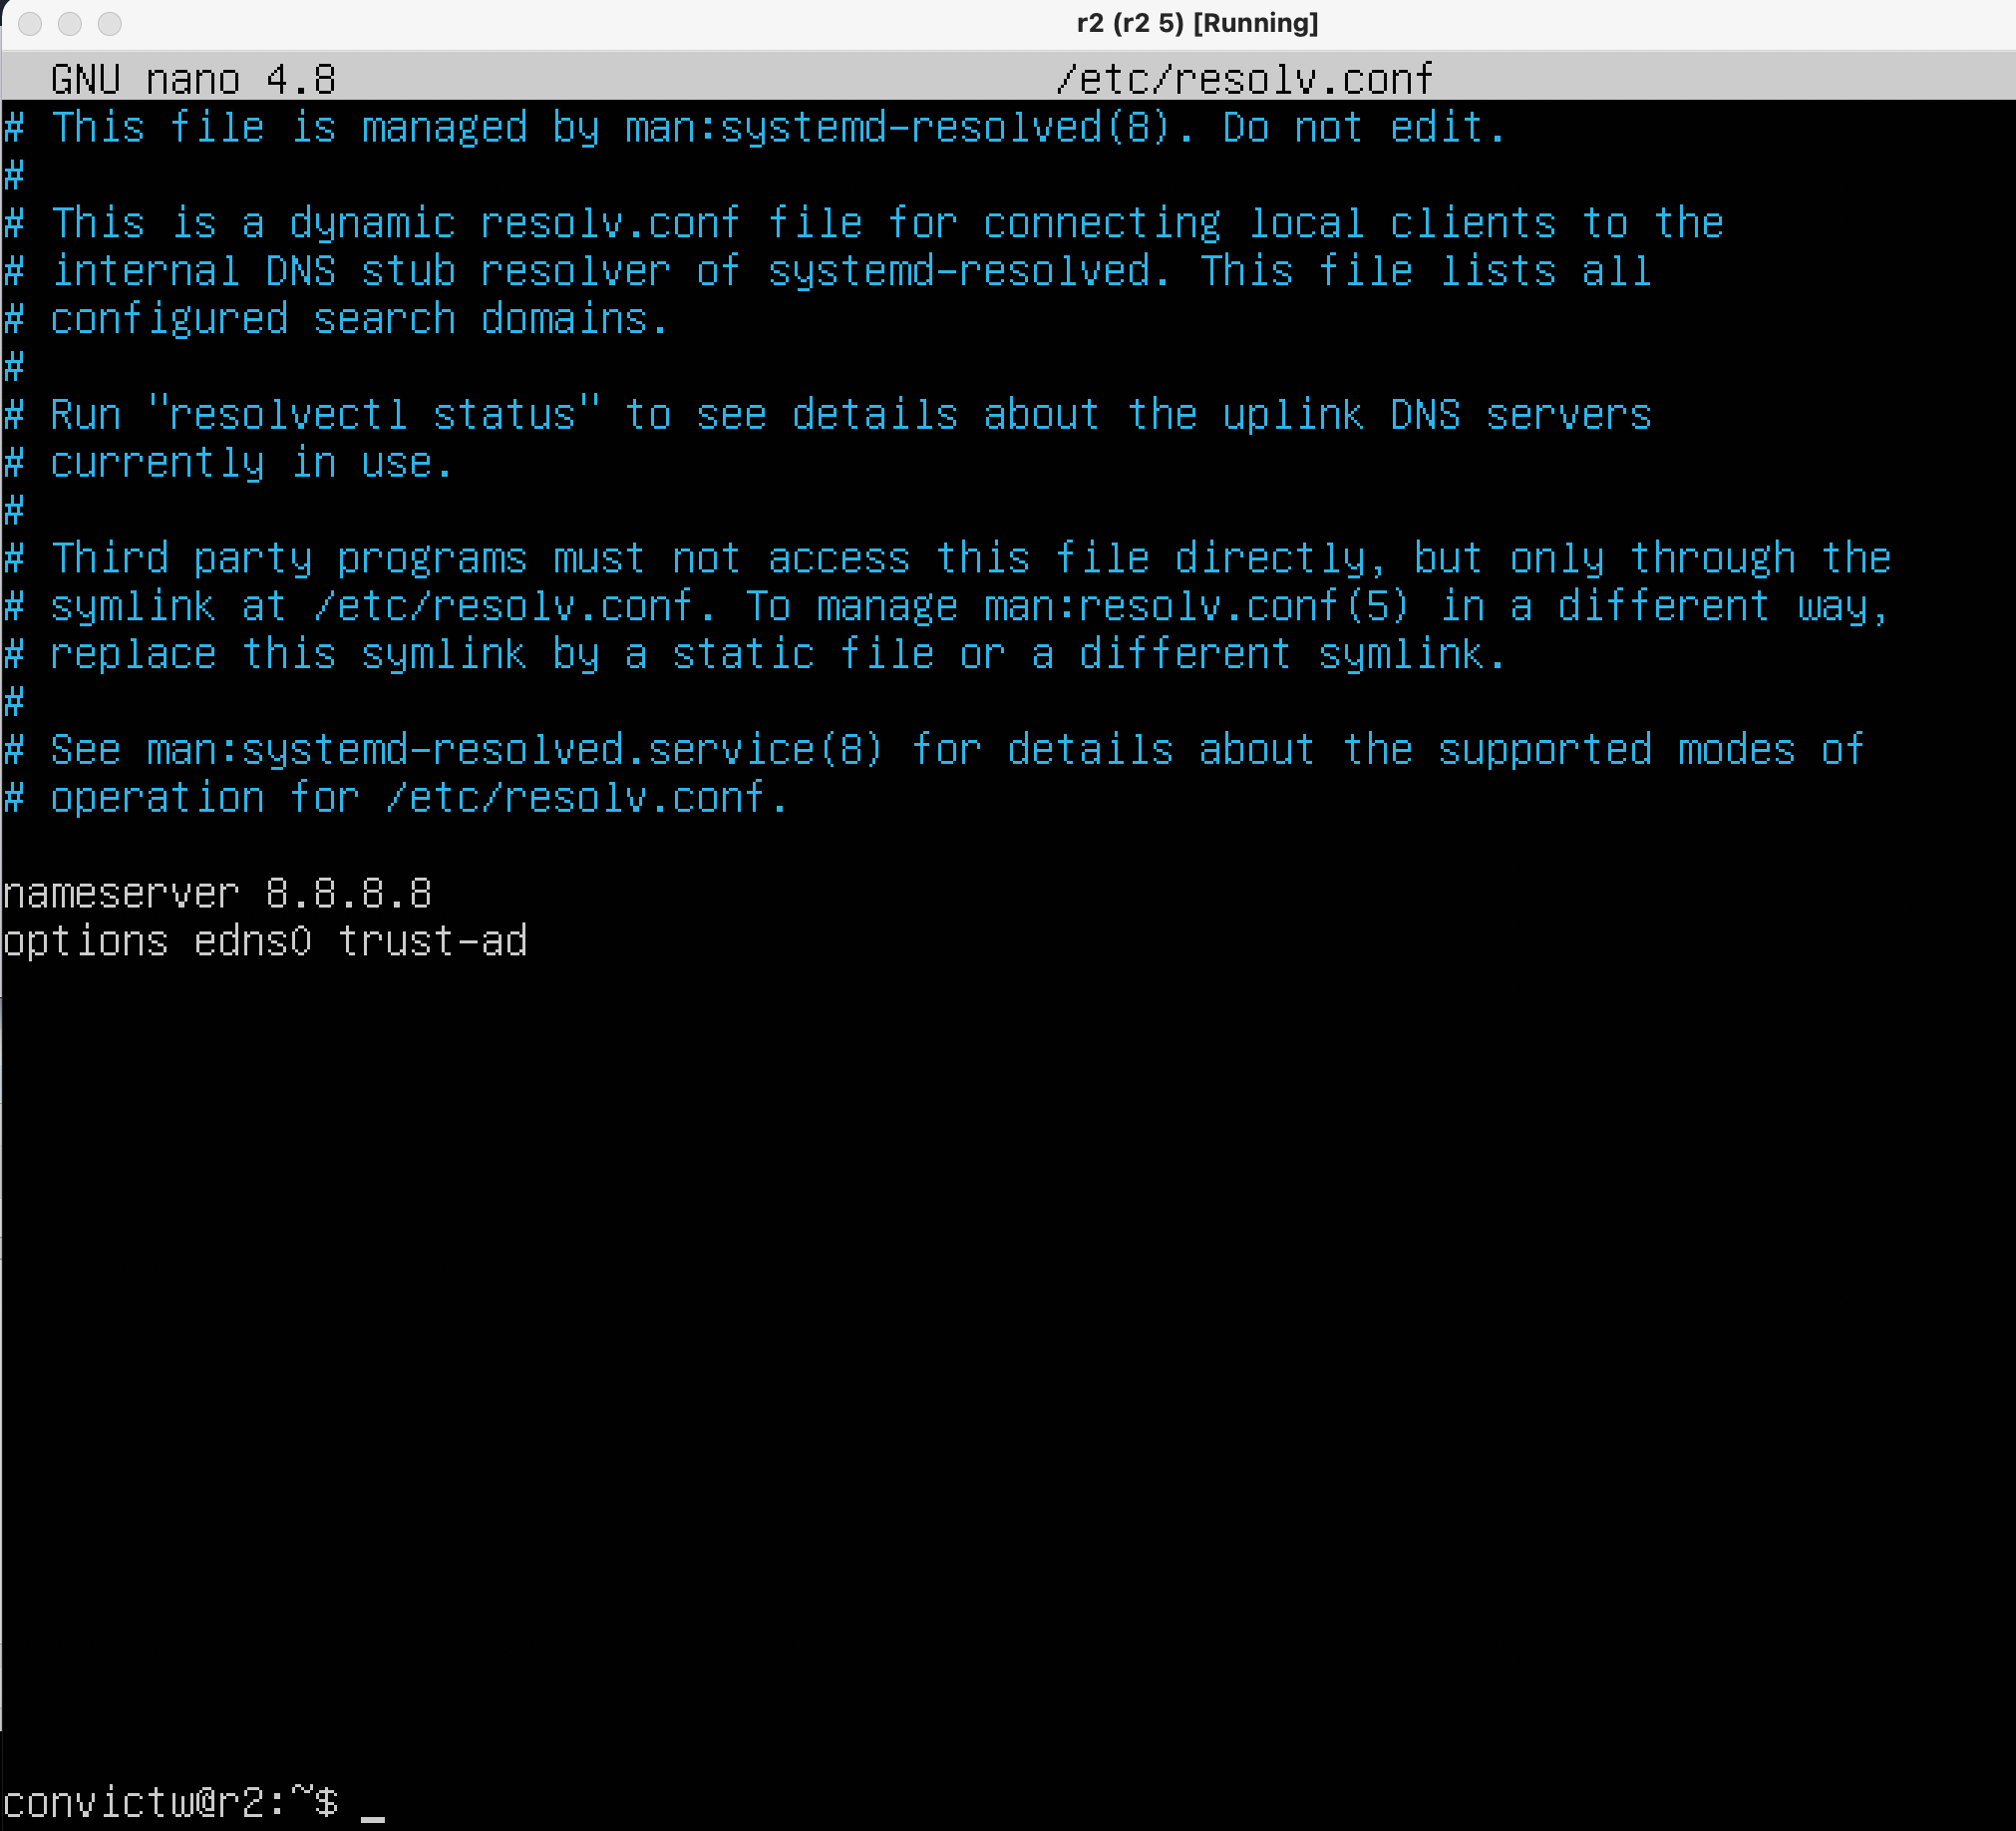 r2 (r2 5) [Running]
GNU nano 4.8 /etc/resolv.conf
# This file is managed by man:systemd-resolved(8). Do not edit.
#
# This is a dynamic resolv.conf file for connecting local clients to the
# internal DNS stub resolver of systemd-resolved. This file lists all
# configured search domains.
#
# Run "resolvectl status" to see details about the uplink DNS servers
# currently in use.
#
# Third party programs must not access this file directly, but only through the
# symlink at /etc/resolv.conf. To manage man:resolv.conf(5) in a different way,
# replace this symlink by a static file or a different symlink.
#
# See man:systemd-resolved.service(8) for details about the supported modes of
# operation for /etc/resolv.conf.
nameserver 8.8.8.8
options edns0 trust-ad
convictw@r2:~$ _